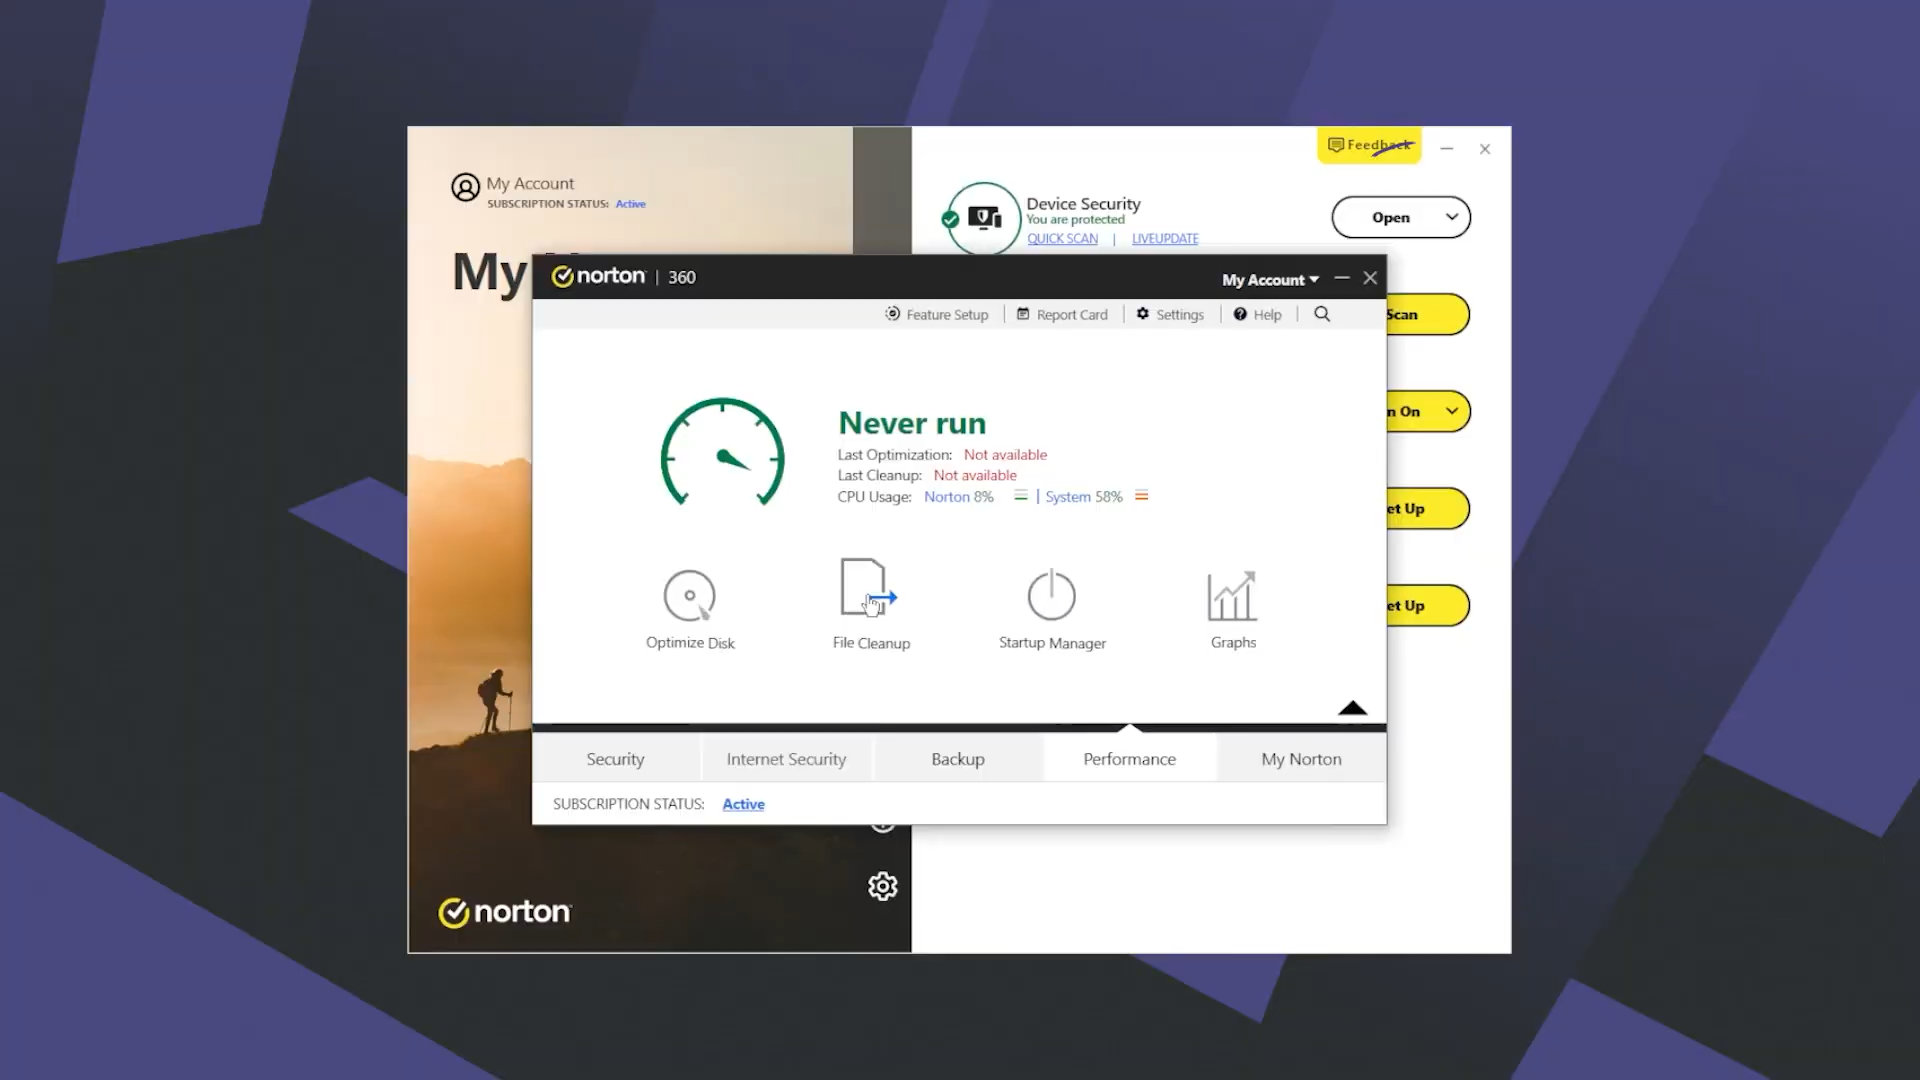 My Account
SUBSCRIPTION STATUS: Active
My
norton
Feedback
Device Security
You are protected
QUICK SCAN | LIVEUPDATE
Open
Scan
n On
et Up
et Up
norton | 360
My Account
Feature Setup
Report Card
Settings
Help
Never run
Last Optimization: Not available
Last Cleanup: Not available
CPU Usage: Norton 8% | System 58%
Optimize Disk
File Cleanup
Startup Manager
Graphs
Security
Internet Security
Backup
Performance
My Norton
SUBSCRIPTION STATUS: Active